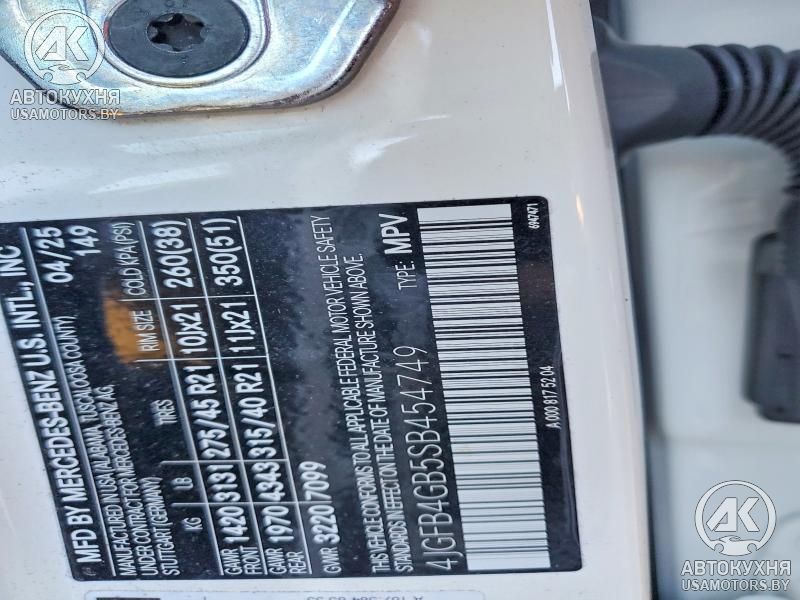 MFD BY MERCEDES-BENZ U.S. INTL., INC
MANUFACTURED IN USA (ALABAMA, TUSCALOOSA COUNTY) 04/25
UNDER CONTRACT FOR MERCEDES-BENZ AG, 149
STUTTGART/GERMANY
KG LB TIRES RIM SIZE COLD KPA(PSI)
GAWR FRONT 1420 3131 275/45 R21 10Jx21 260(38)
GAWR REAR 1970 4343 315/40 R21 11Jx21 350(51)
GVWR 3220 7099
THIS VEHICLE CONFORMS TO ALL APPLICABLE FEDERAL MOTOR VEHICLE SAFETY
STANDARDS IN EFFECT ON THE DATE OF MANUFACTURE SHOWN ABOVE.
4JGFB4GB5SB454749 TYPE: MPV
A 000 817 52 04 6947471
АВТОКУХНЯ
USAMOTORS.BY
АВТОКУХНЯ
USAMOTORS.BY